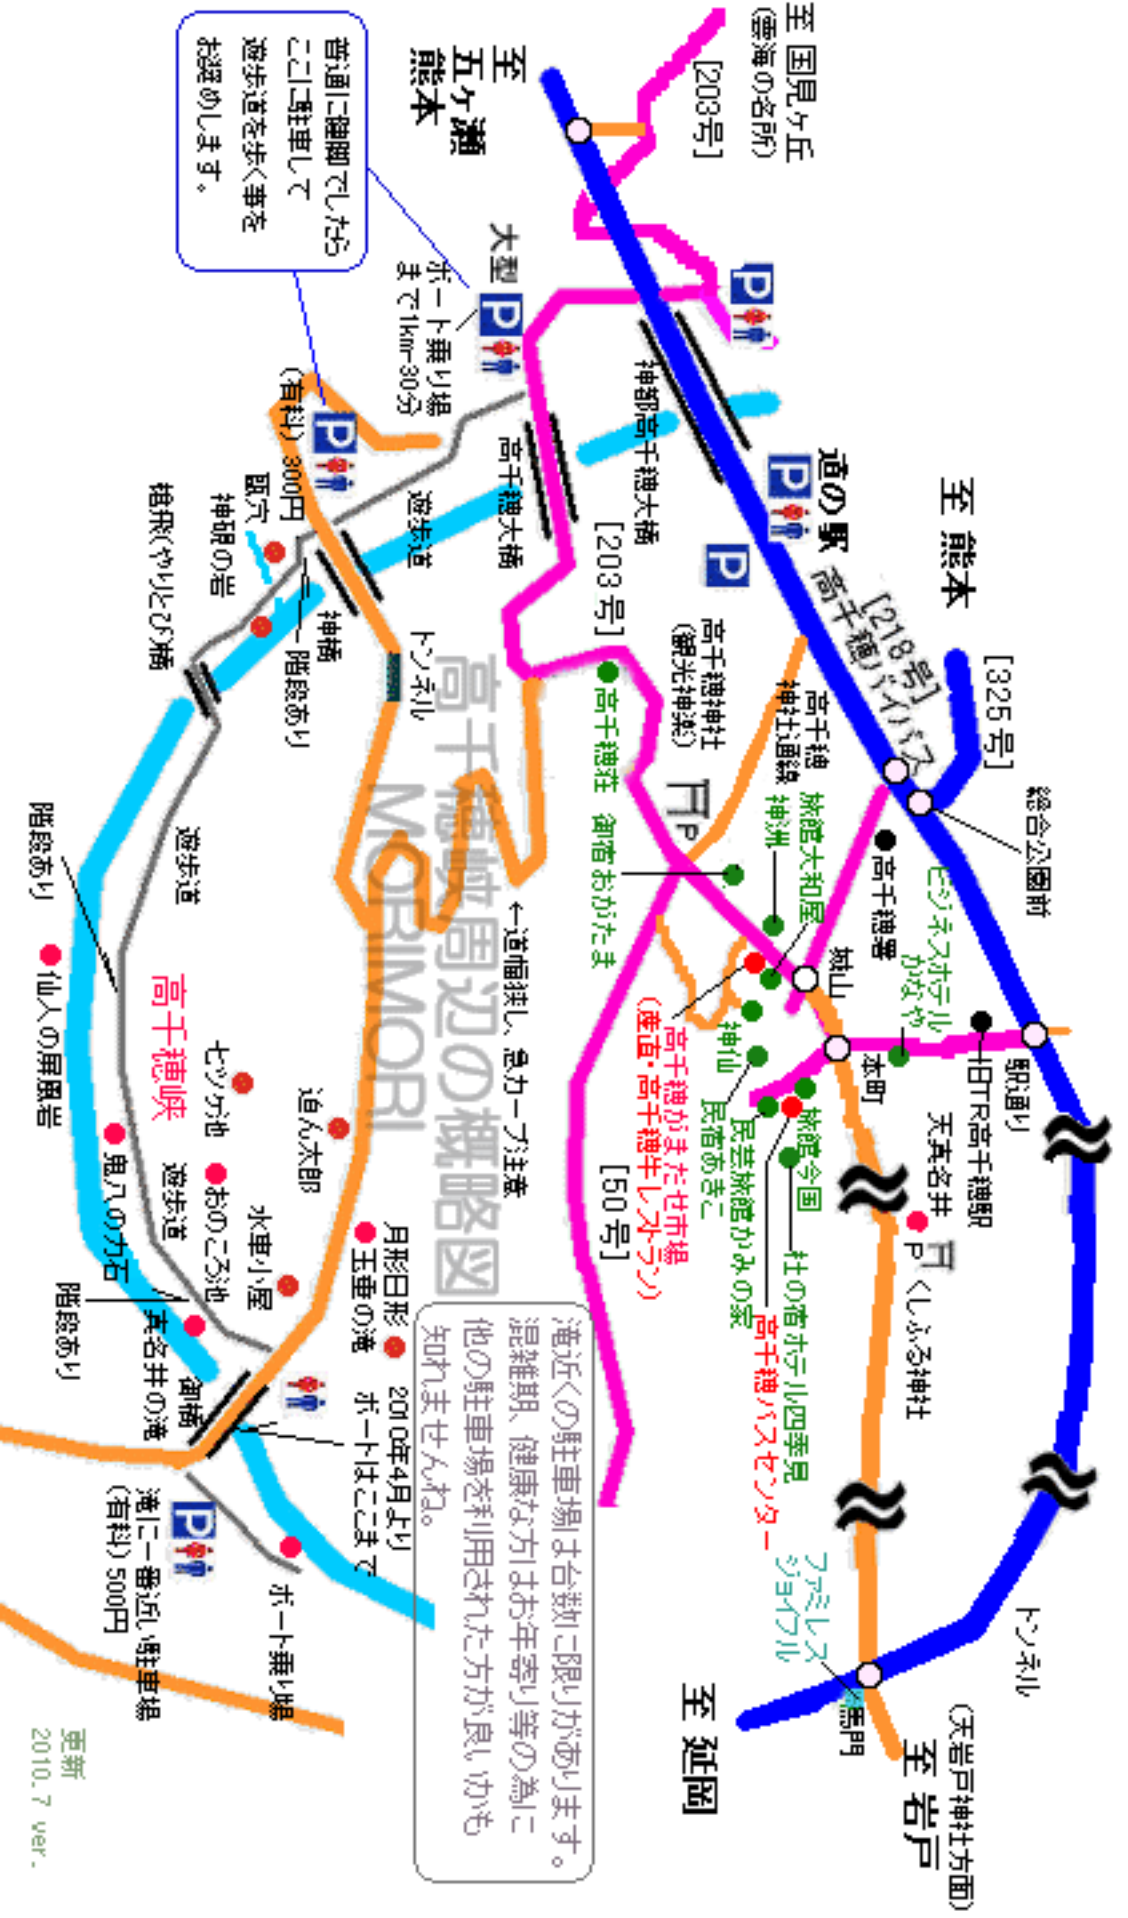 至 国見ヶ丘
(雲海の名所)
[203号]
至
五ヶ瀬
熊本
普通に健脚でしたら
ここに駐車して
遊歩道を歩く事を
お奨めします。
大型
P
ボート乗り場
まで1km-30分
P
神都高千穂大橋
道の駅
P
P
至 熊本
[325号]
[218号]
高千穂バイパス
総合公園前
高千穂大橋
[203号]
高千穂神社
(観光神楽)
高千穂
神社通線
P
高千穂荘
御宿おがたま
神洲
旅館大和屋
高千穂署
城山
ビジネスホテル
かなや
本町
旧TR高千穂駅
駅通り
天真名井
P
くしふる神社
神仙
民宿あきこ
民芸旅館かみの家
旅館今国
杜の宿ホテル四季見
高千穂がまだせ市場
(産直・高千穂牛レストラン)
高千穂バスセンター
[50号]
ファミレス
ジョイフル
馬門
トンネル
至 延岡
至 岩戸
(天岩戸神社方面)
(有料)300円
P
遊歩道
甌穴
神硯の岩
槍飛(やりとび)橋
神橋
階段あり
トンネル
高千穂峡周辺の概略図
MORIMORI
←道幅狭し、急カーブ注意
階段あり
遊歩道
高千穂峡
仙人の屏風岩
七ツケ池
追ん太郎
鬼八の力石
遊歩道
おのころ池
水車小屋
月形日形
玉垂の滝
階段あり
真名井の滝
御橋
2010年4月より
ボートはここまで
P
滝に一番近い駐車場
(有料)500円
ボート乗り場
滝近くの駐車場は台数に限りがあります。
混雑期、健康な方はお年寄り等の為に
他の駐車場を利用された方が良いかも
知れませんね。
更新
2010.7 ver.